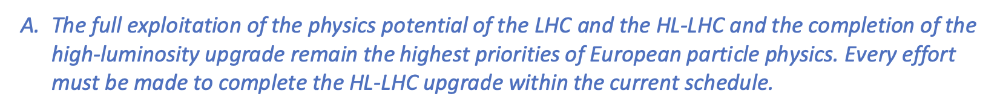 A. The full exploitation of the physics potential of the LHC and the HL-LHC and the completion of the
high-luminosity upgrade remain the highest priorities of European particle physics. Every effort
must be made to complete the HL-LHC upgrade within the current schedule.